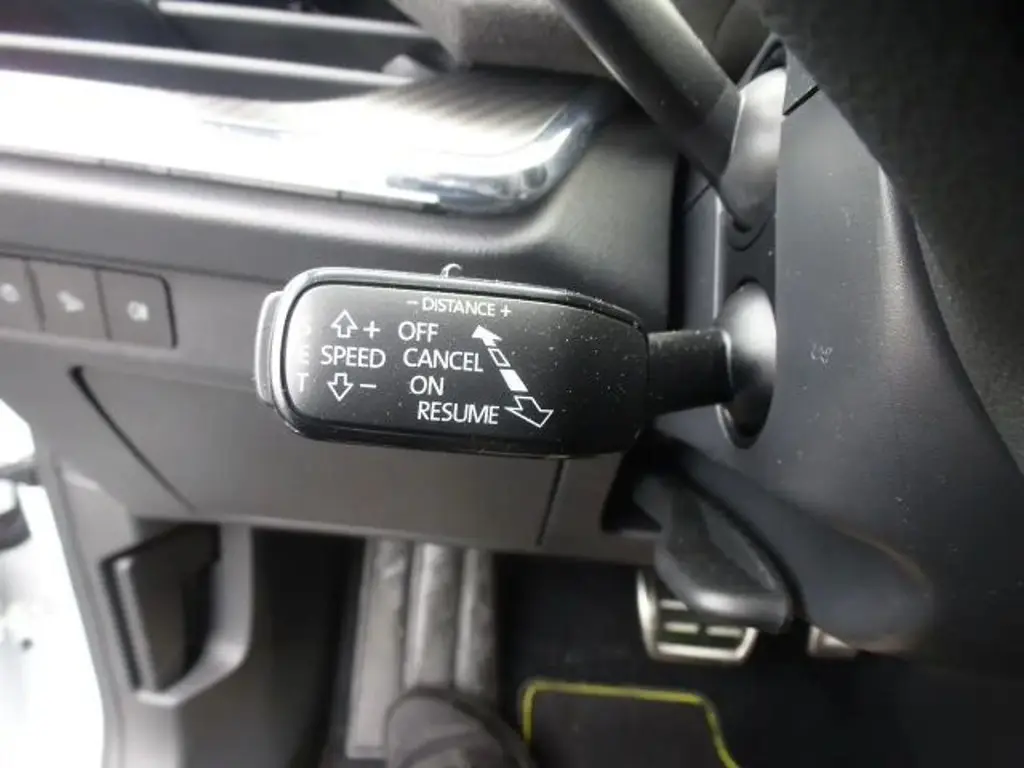 − DISTANCE +
S + OFF
E SPEED CANCEL
T − ON
RESUME